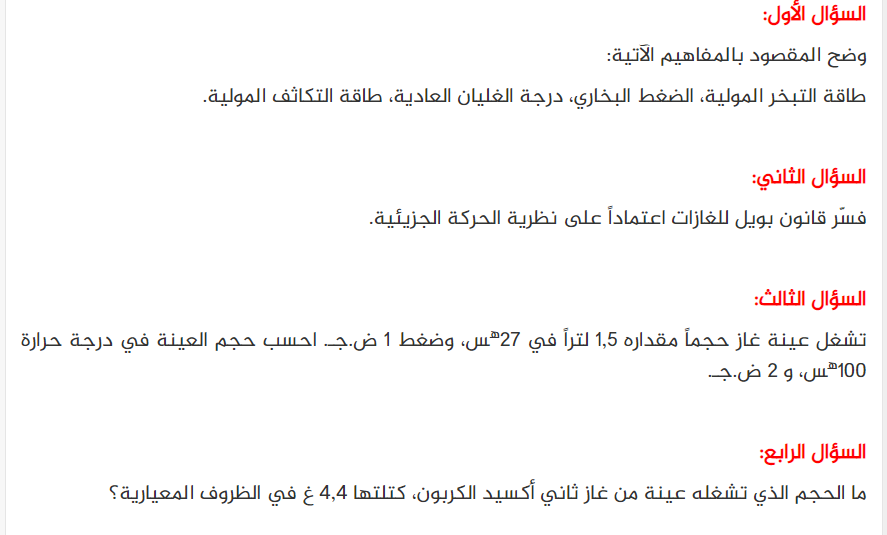 السؤال الأول:
وضح المقصود بالمفاهيم الآتية:
طاقة التبخر المولية، الضغط البخاري، درجة الغليان العادية، طاقة التكاثف المولية.
السؤال الثاني:
فسّر قانون بويل للغازات اعتماداً على نظرية الحركة الجزيئية.
السؤال الثالث:
تشغل عينة غاز حجماً مقداره 1,5 لتراً في 27هْس، وضغط 1 ض.جـ. احسب حجم العينة في درجة حرارة
100هْس، و 2 ض.جـ.
السؤال الرابع:
ما الحجم الذي تشغله عينة من غاز ثاني أكسيد الكربون، كتلتها 4,4 غ في الظروف المعيارية؟